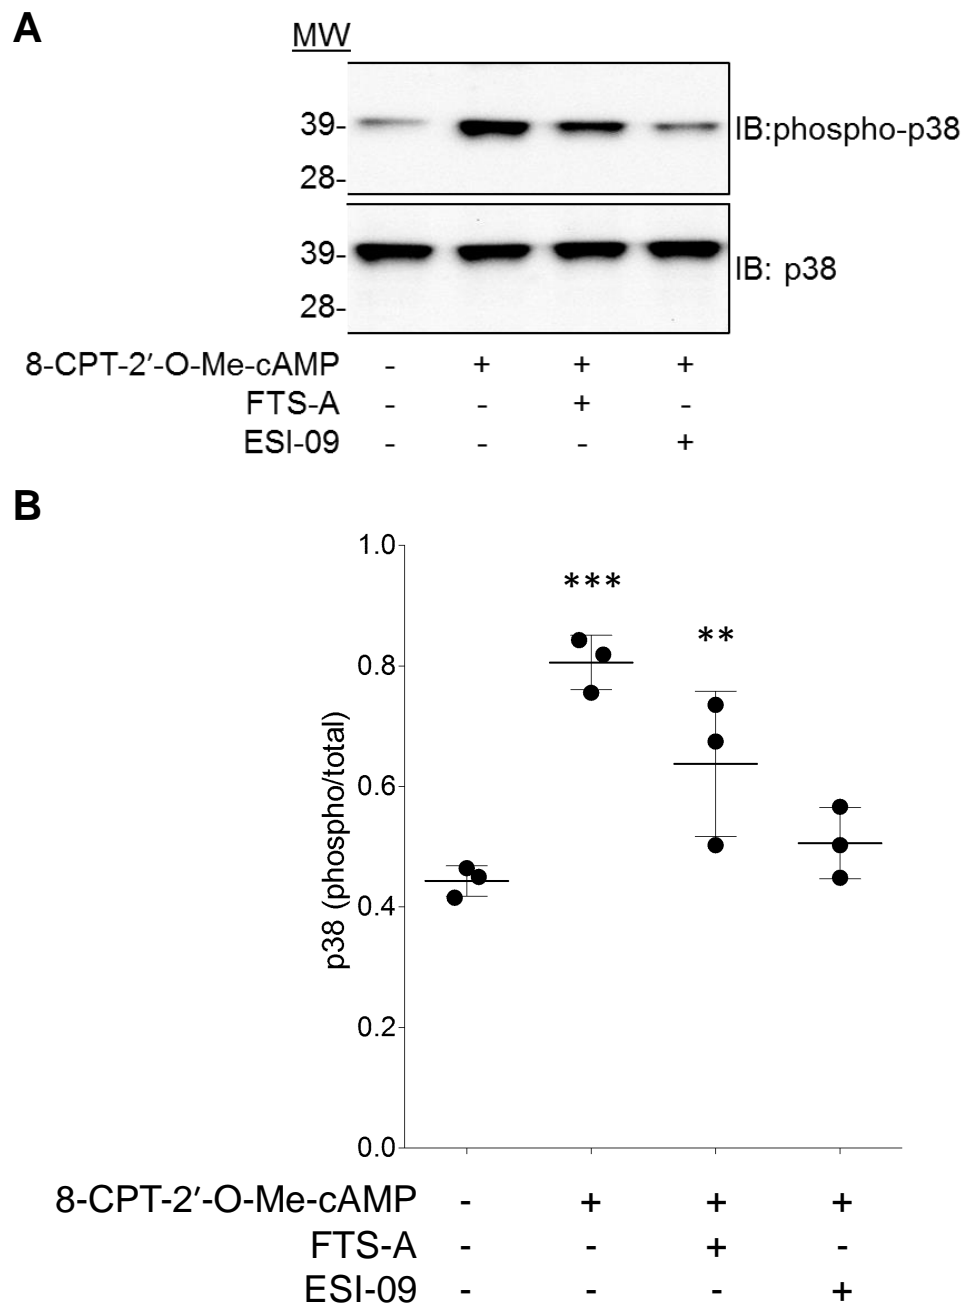 A
MW
39-
IB:phospho-p38
28-
39-
IB: p38
28-
8-CPT-2′-O-Me-cAMP - + + +
FTS-A - - + -
ESI-09 - - - +
B
1.0
***
**
0.8
0.6
0.4
0.2
0.0
p38 (phospho/total)
8-CPT-2′-O-Me-cAMP - + + +
FTS-A - - + -
ESI-09 - - - +